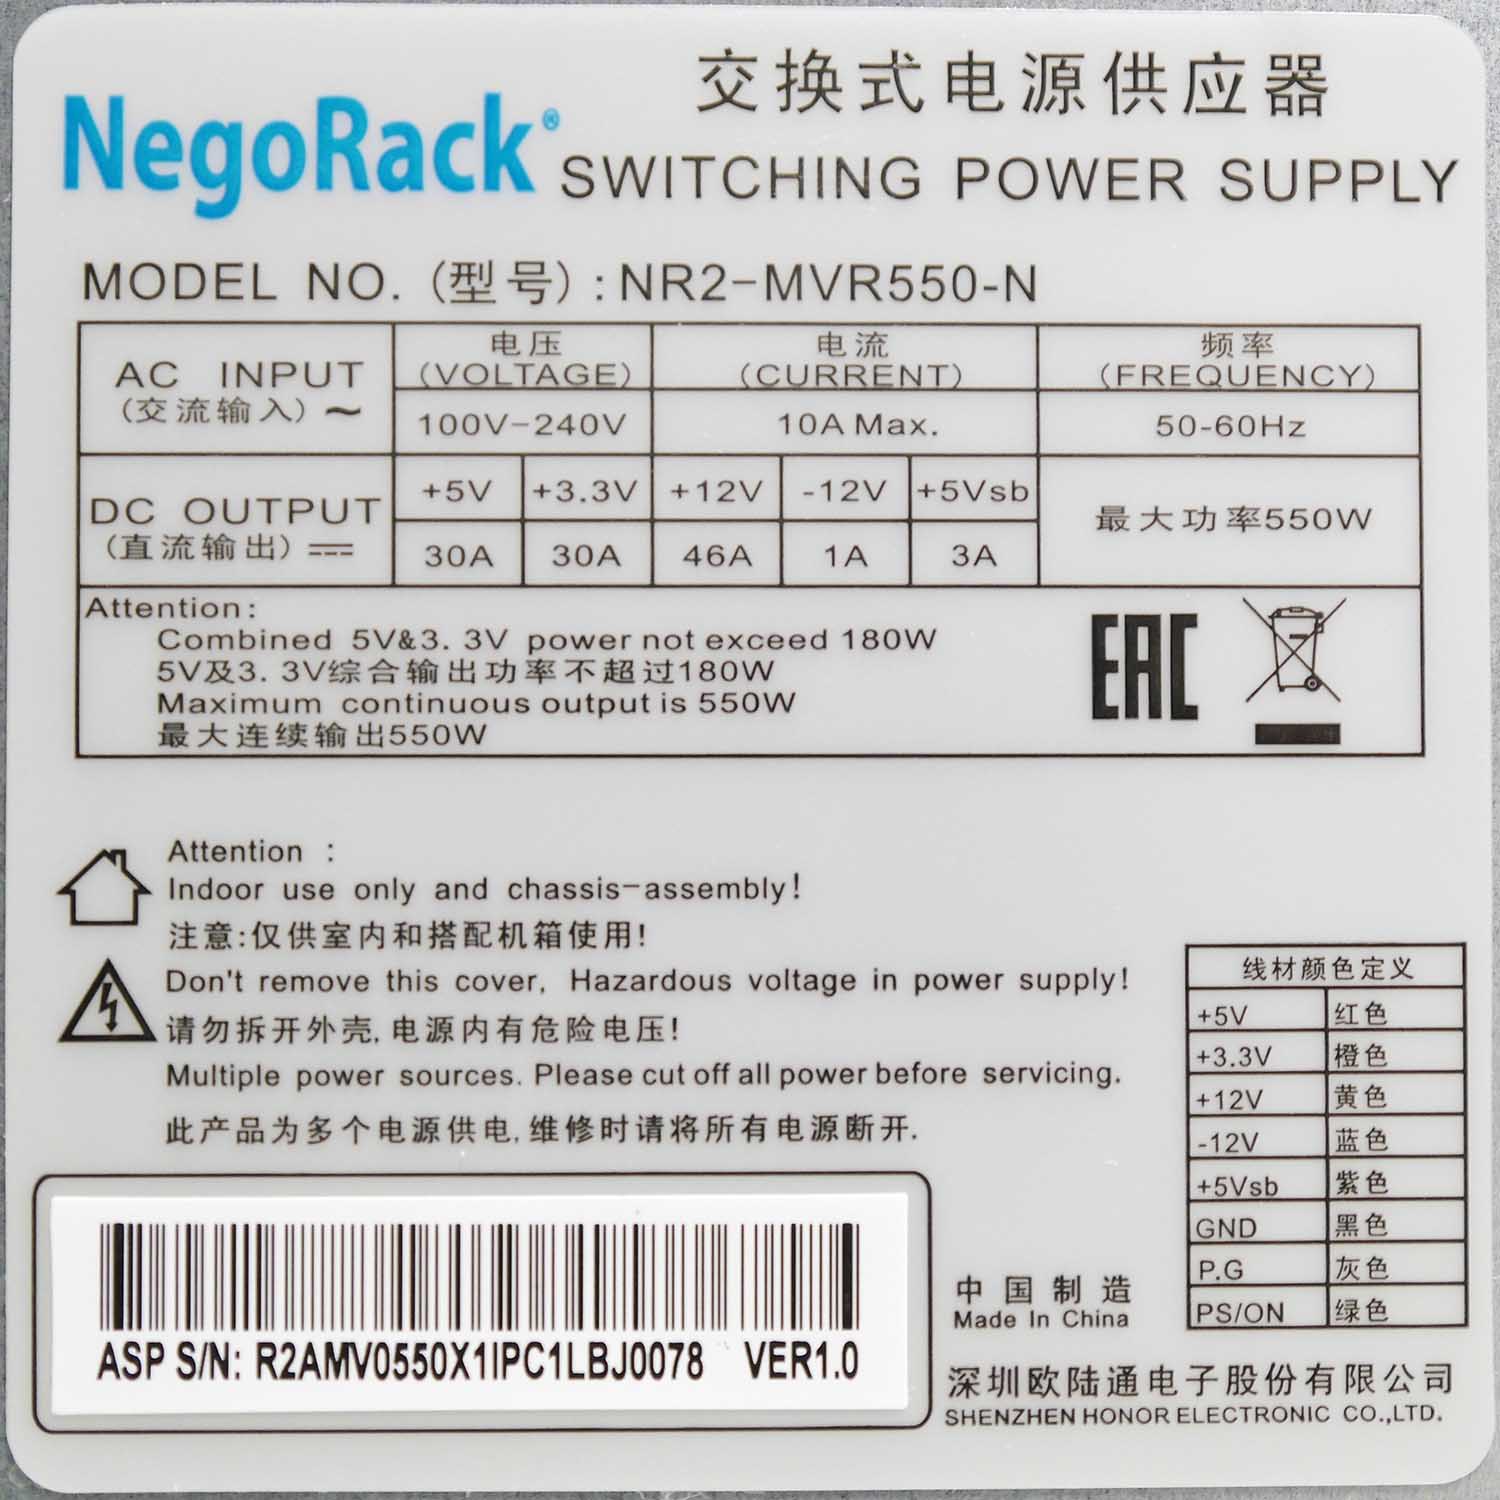 NegoRack®
交换式电源供应器
SWITCHING POWER SUPPLY
MODEL NO. (型号) : NR2-MVR550-N
AC INPUT
(交流输入) ~
电压
(VOLTAGE)
电流
(CURRENT)
频率
(FREQUENCY)
100V-240V
10A Max.
50-60Hz
DC OUTPUT
(直流输出) ⎓
+5V +3.3V +12V -12V +5Vsb
30A 30A 46A 1A 3A
最大功率550W
Attention:
Combined 5V&3. 3V power not exceed 180W
5V及3. 3V综合输出功率不超过180W
Maximum continuous output is 550W
最大连续输出550W
EAC
Attention :
Indoor use only and chassis-assembly!
注意:仅供室内和搭配机箱使用!
Don't remove this cover, Hazardous voltage in power supply!
请勿拆开外壳,电源内有危险电压!
Multiple power sources. Please cut off all power before servicing.
此产品为多个电源供电,维修时请将所有电源断开.
线材颜色定义
+5V 红色
+3.3V 橙色
+12V 黄色
-12V 蓝色
+5Vsb 紫色
GND 黑色
P.G 灰色
PS/ON 绿色
ASP S/N: R2AMV0550X1IPC1LBJ0078 VER1.0
中国制造
Made In China
深圳欧陆通电子股份有限公司
SHENZHEN HONOR ELECTRONIC CO.,LTD.